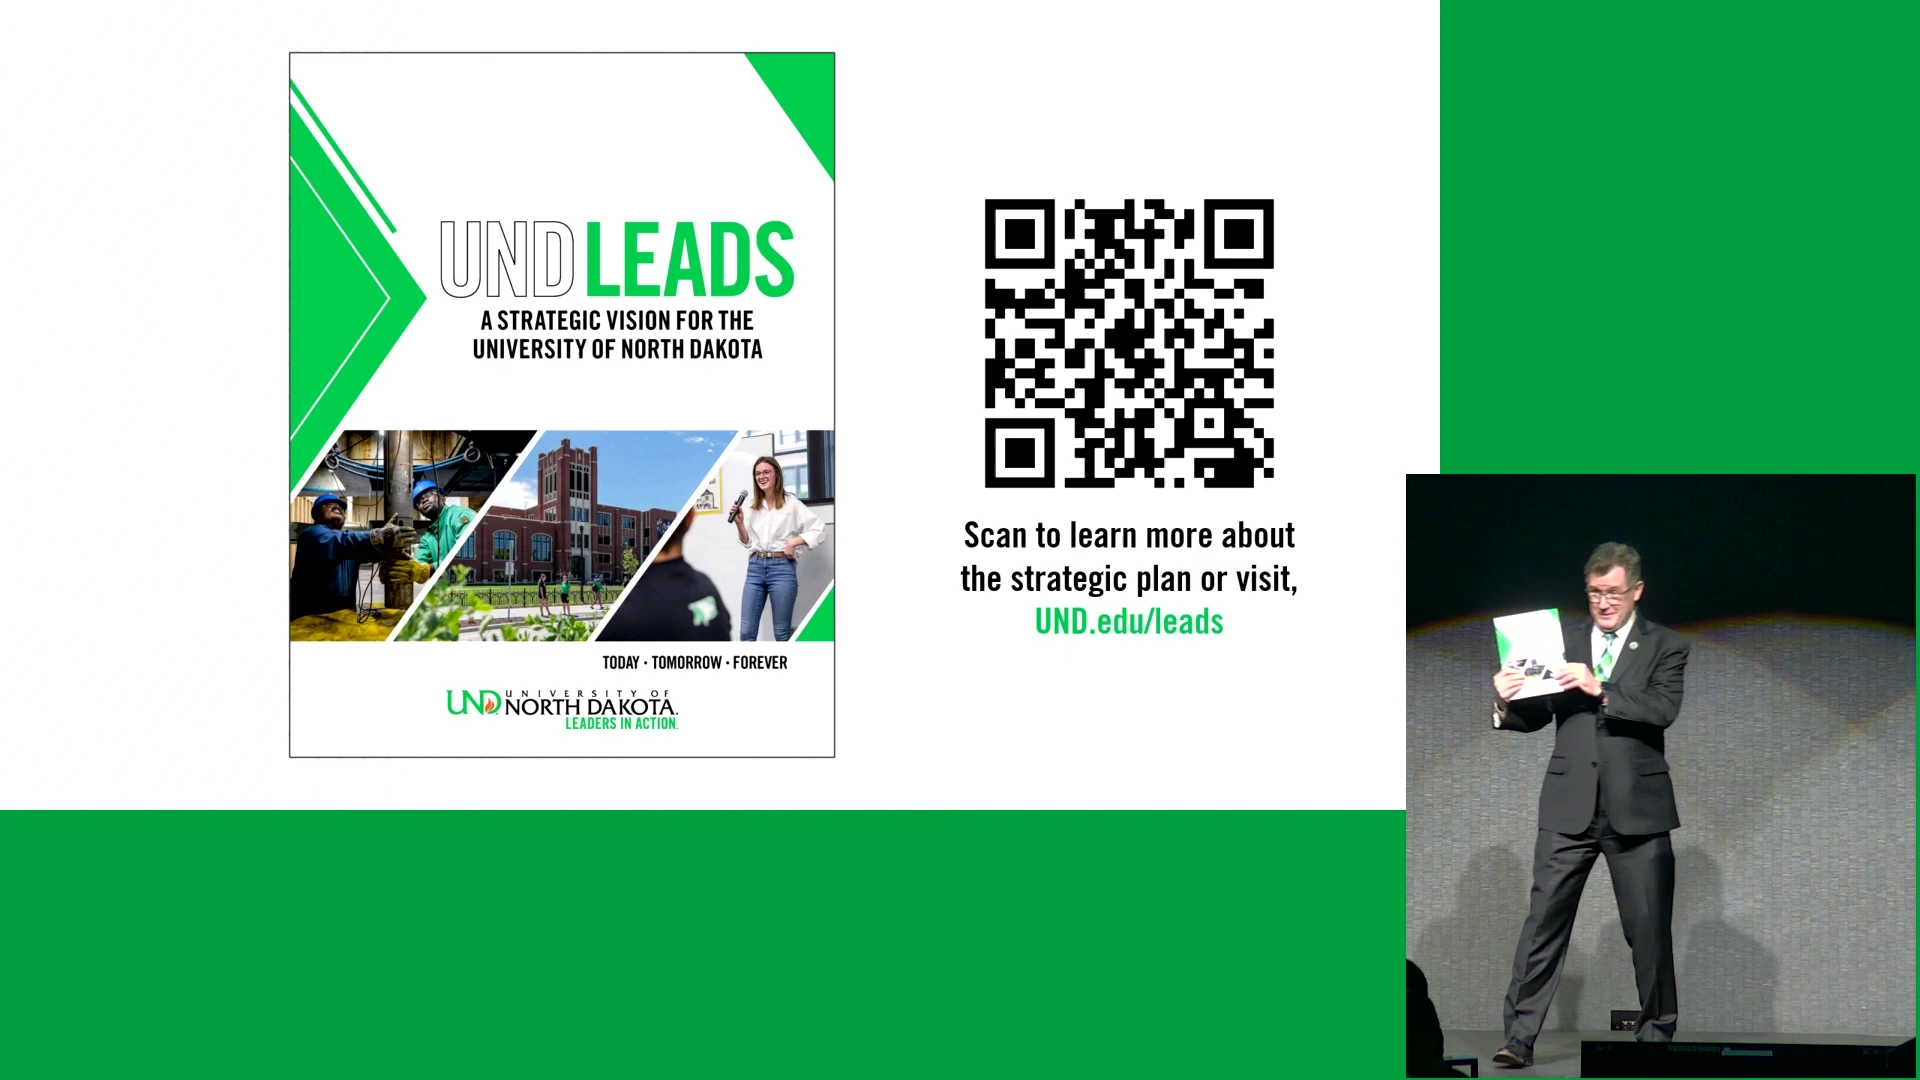 UND LEADS
A STRATEGIC VISION FOR THE
UNIVERSITY OF NORTH DAKOTA
TODAY · TOMORROW · FOREVER
UND UNIVERSITY OF
NORTH DAKOTA.
LEADERS IN ACTION.
Scan to learn more about
the strategic plan or visit,
UND.edu/leads